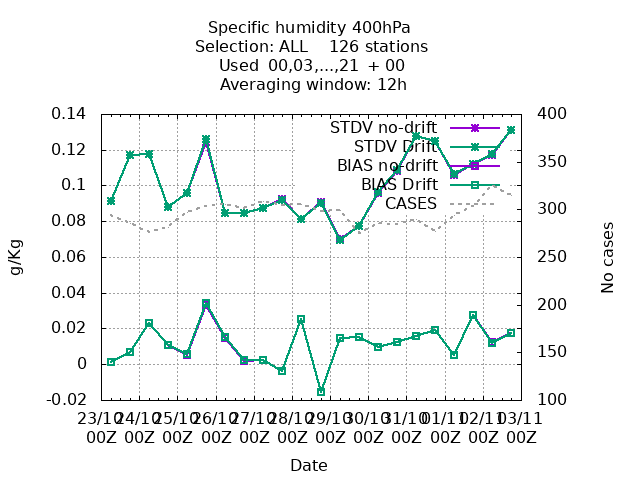 Specific humidity 400hPa
Selection: ALL    126 stations
Used  00,03,...,21  + 00
Averaging window: 12h
STDV no-drift
STDV Drift
BIAS no-drift
BIAS Drift
CASES
g/Kg
0.14
0.12
0.1
0.08
0.06
0.04
0.02
0
-0.02
400
350
300
250
200
150
100
No cases
23/10 24/10 25/10 26/10 27/10 28/10 29/10 30/10 31/10 01/11 02/11 03/11
00Z 00Z 00Z 00Z 00Z 00Z 00Z 00Z 00Z 00Z 00Z 00Z
Date